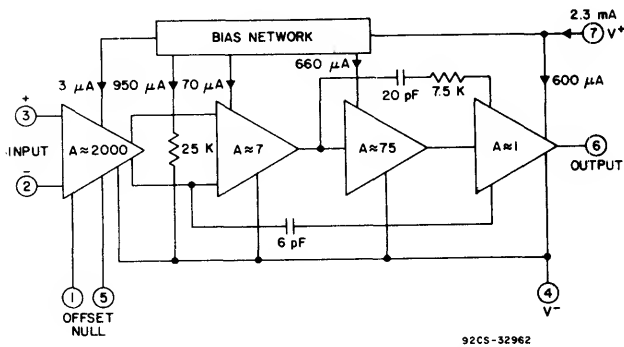 2.3 mA
BIAS NETWORK
7 V+
3 μA 950 μA 70 μA 660 μA 600 μA
20 pF 7.5 K
+
3
INPUT
−
2
A≈2000
25 K
A≈7
A≈75
A≈1
6
OUTPUT
6 pF
1 5
OFFSET
NULL
4
V−
92CS-32962